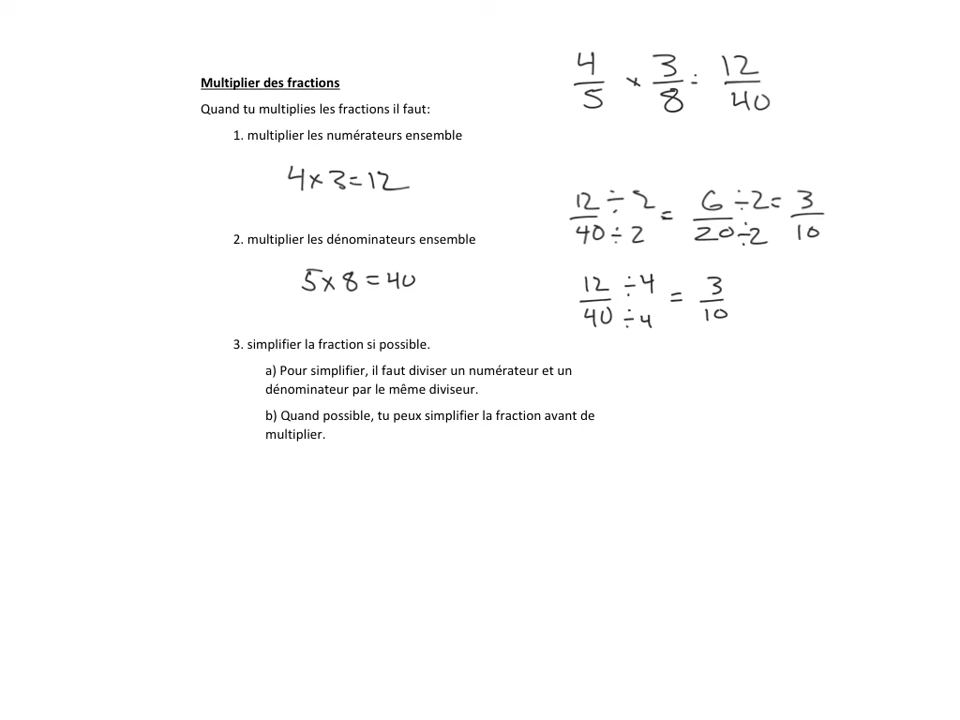 Multiplier des fractions
Quand tu multiplies les fractions il faut:
1. multiplier les numérateurs ensemble
4 x 3 = 12
2. multiplier les dénominateurs ensemble
5 x 8 = 40
3. simplifier la fraction si possible.
a) Pour simplifier, il faut diviser un numérateur et un
dénominateur par le même diviseur.
b) Quand possible, tu peux simplifier la fraction avant de
multiplier.
4/5 x 3/8 = 12/40
12 ÷ 2 / 40 ÷ 2 = 6 ÷ 2 / 20 ÷ 2 = 3/10
12 ÷ 4 / 40 ÷ 4 = 3/10